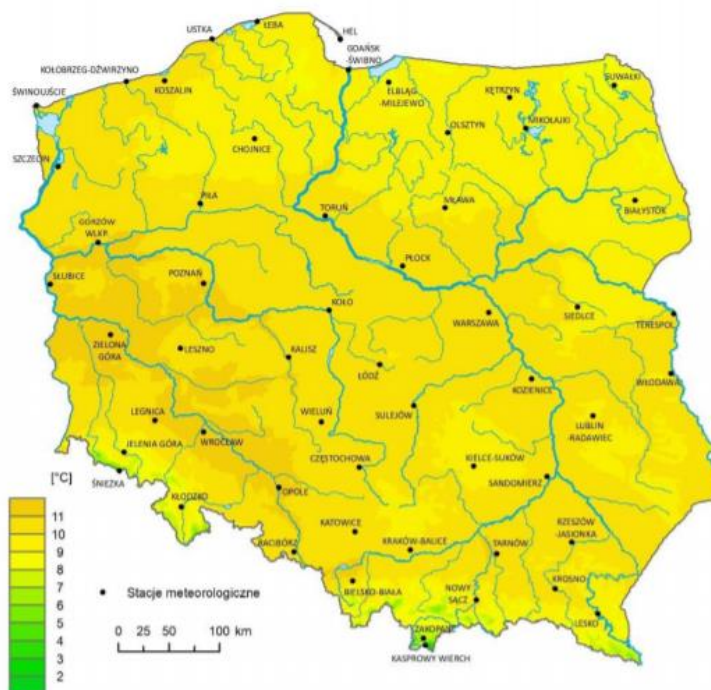 ŁEBA
USTKA
HEL
GDAŃSK
-ŚWIBNO
KOŁOBRZEG-DŹWIRZYNO
KOSZALIN
ELBLĄG
-MILEJEWO
KĘTRZYN
SUWAŁKI
ŚWINOUJŚCIE
MIKOŁAJKI
OLSZTYN
CHOJNICE
SZCZECIN
PIŁA
TORUŃ
MŁAWA
BIAŁYSTOK
GORZÓW
WLKP.
PŁOCK
SŁUBICE
POZNAŃ
KOŁO
WARSZAWA
SIEDLCE
TERESPOL
ZIELONA
GÓRA
LESZNO
KALISZ
ŁÓDŹ
KOZIENICE
WŁODAWA
LEGNICA
WIELUŃ
SULEJÓW
LUBLIN
-RADAWIEC
WROCŁAW
JELENIA GÓRA
ŚNIEŻKA
CZĘSTOCHOWA
KIELCE-SUKÓW
SANDOMIERZ
[°C]
KŁODZKO
OPOLE
KATOWICE
RZESZÓW
-JASIONKA
RACIBÓRZ
KRAKÓW-BALICE
TARNÓW
BIELSKO-BIAŁA
NOWY
SĄCZ
KROSNO
LESKO
ZAKOPANE
KASPROWY WIERCH
11
10
9
8
7
6
5
4
3
2
Stacje meteorologiczne
0 50 100 km